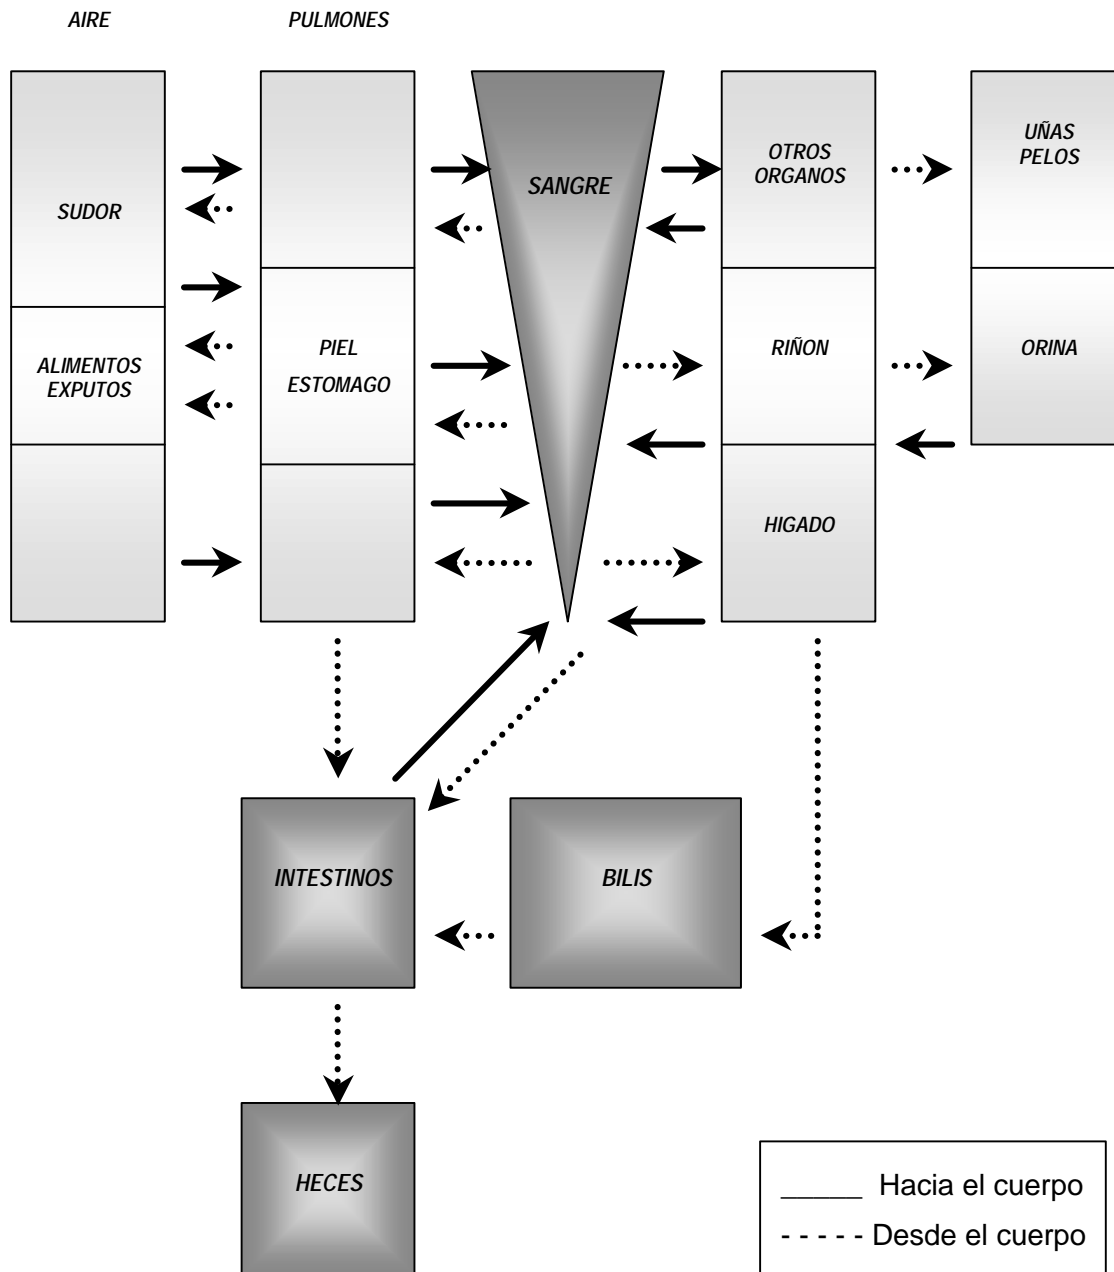 AIRE
PULMONES
SUDOR
ALIMENTOS
EXPUTOS
PIEL
ESTOMAGO
SANGRE
OTROS
ORGANOS
RIÑON
HIGADO
UÑAS
PELOS
ORINA
INTESTINOS
BILIS
HECES
_____ Hacia el cuerpo
- - - - - Desde el cuerpo